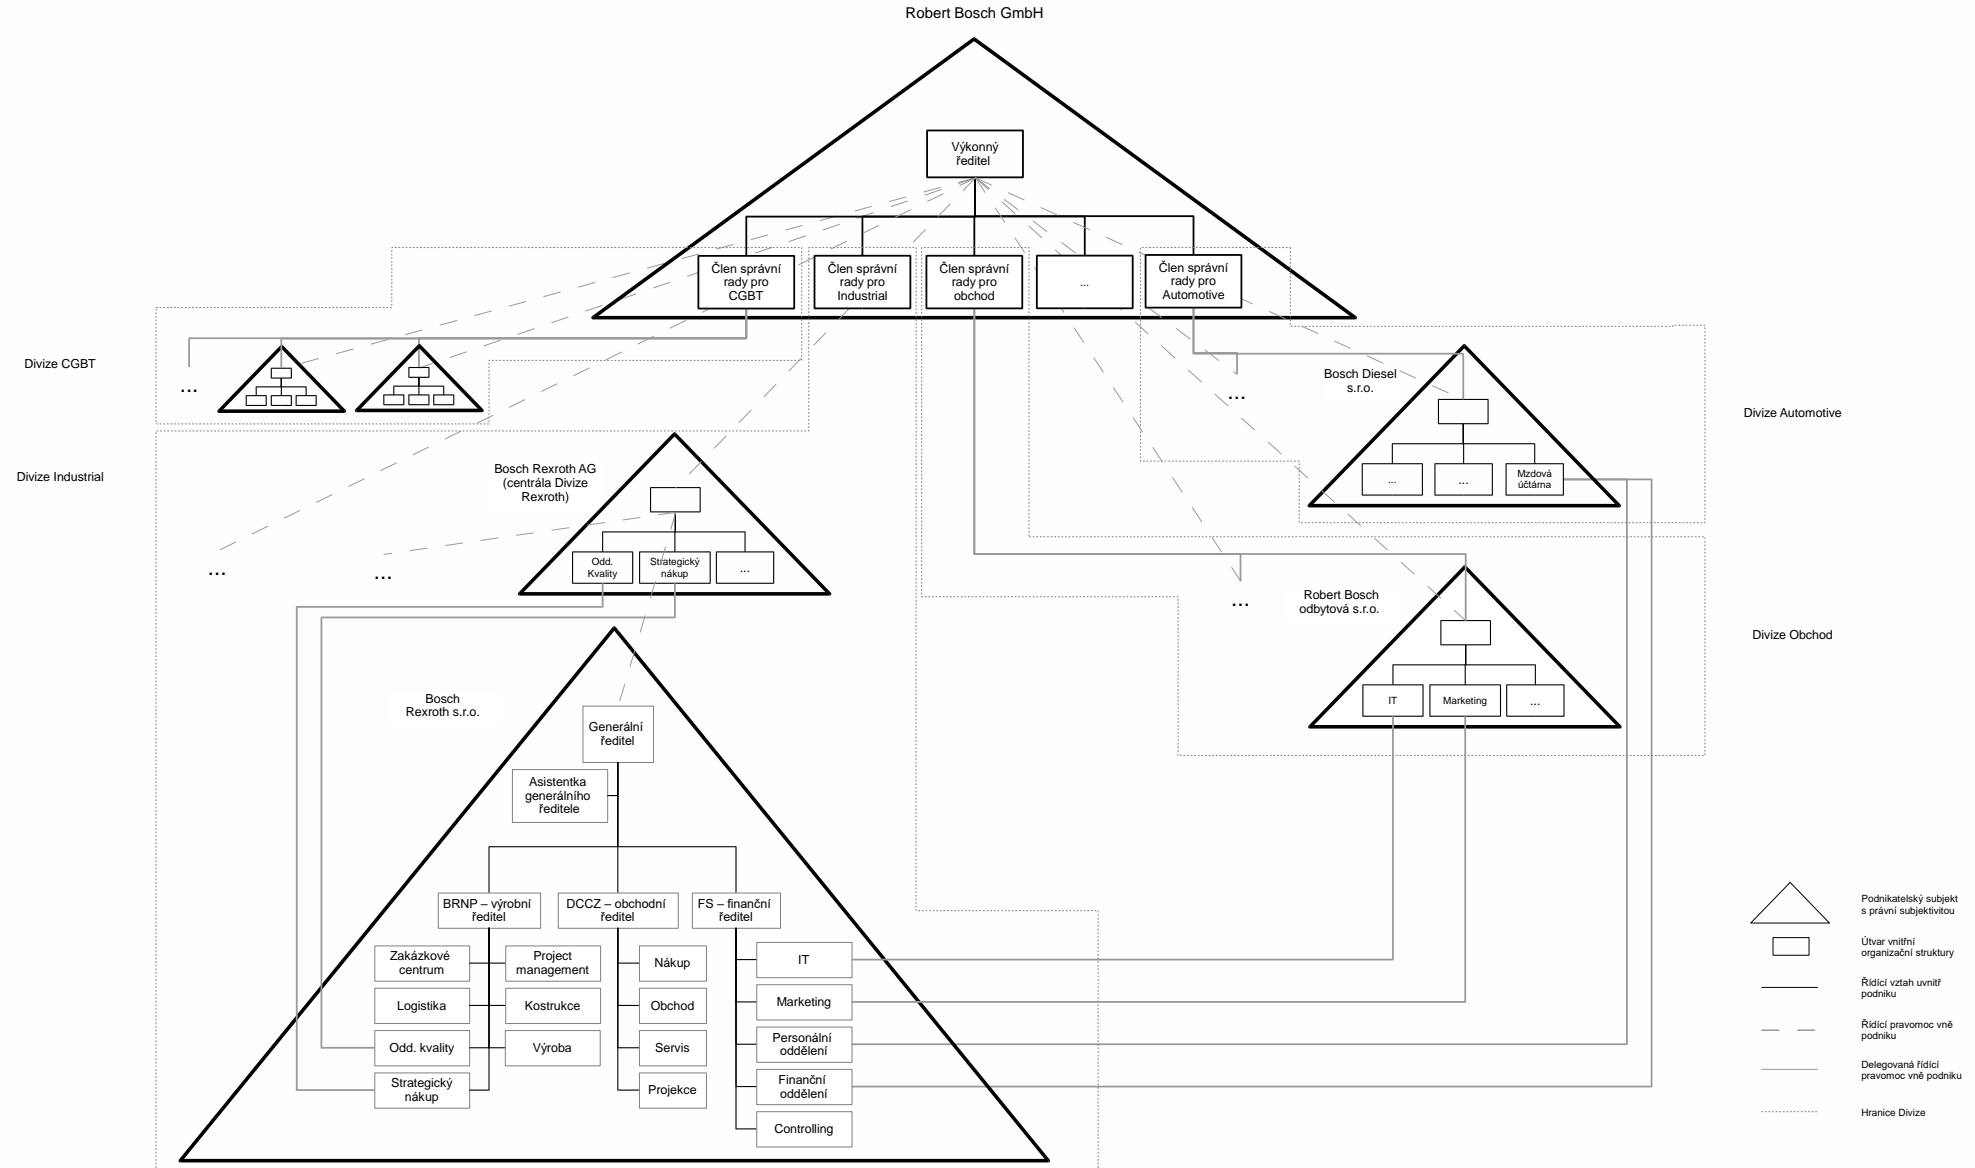 Robert Bosch GmbH
Výkonný
ředitel
Člen správní
rady pro
CGBT
Člen správní
rady pro
Industrial
Člen správní
rady pro
obchod
...
Člen správní
rady pro
Automotive
Divize CGBT
...
...
Bosch Diesel
s.r.o.
Divize Automotive
...
...
Mzdová
účtárna
Divize Industrial
Bosch Rexroth AG
(centrála Divize
Rexroth)
Odd.
Kvality
Strategický
nákup
...
...
...
...
Robert Bosch
odbytová s.r.o.
Divize Obchod
IT
Marketing
...
Bosch
Rexroth s.r.o.
Generální
ředitel
Asistentka
generálního
ředitele
BRNP – výrobní
ředitel
DCCZ – obchodní
ředitel
FS – finanční
ředitel
Zakázkové
centrum
Project
management
Nákup
IT
Logistika
Kostrukce
Obchod
Marketing
Odd. kvality
Výroba
Servis
Personální
oddělení
Strategický
nákup
Projekce
Finanční
oddělení
Controlling
Podnikatelský subjekt
s právní subjektivitou
Útvar vnitřní
organizační struktury
Řídící vztah uvnitř
podniku
Řídící pravomoc vně
podniku
Delegovaná řídící
pravomoc vně podniku
Hranice Divize